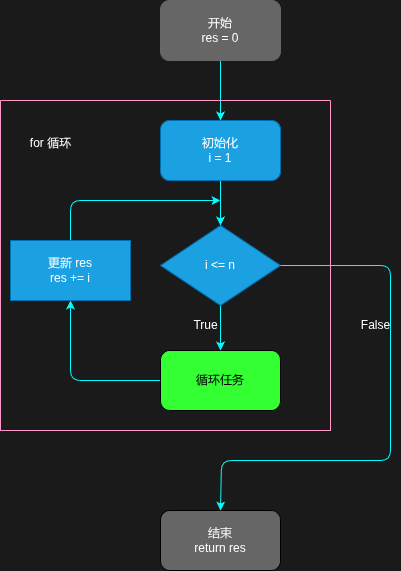 开始
res = 0
for 循环
初始化
i = 1
更新 res
res += i
i <= n
True
False
循环任务
结束
return res